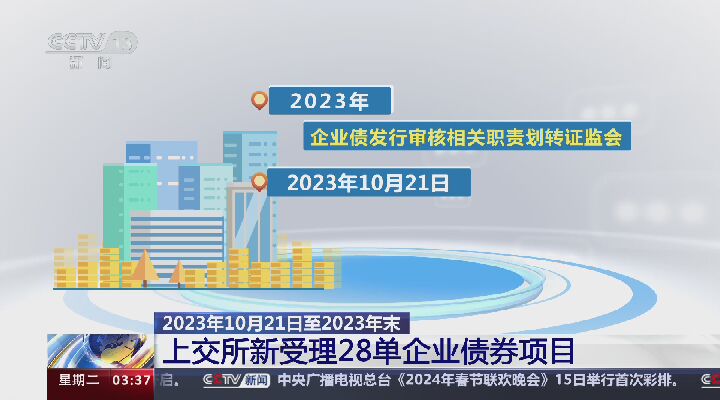 CCTV 13
新闻
2023年
企业债发行审核相关职责划转证监会
2023年10月21日
2023年10月21日至2023年末
上交所新受理28单企业债券项目
星期二 03:37 启。 CCTV 新闻 中央广播电视总台《2024年春节联欢晚会》15日举行首次彩排。